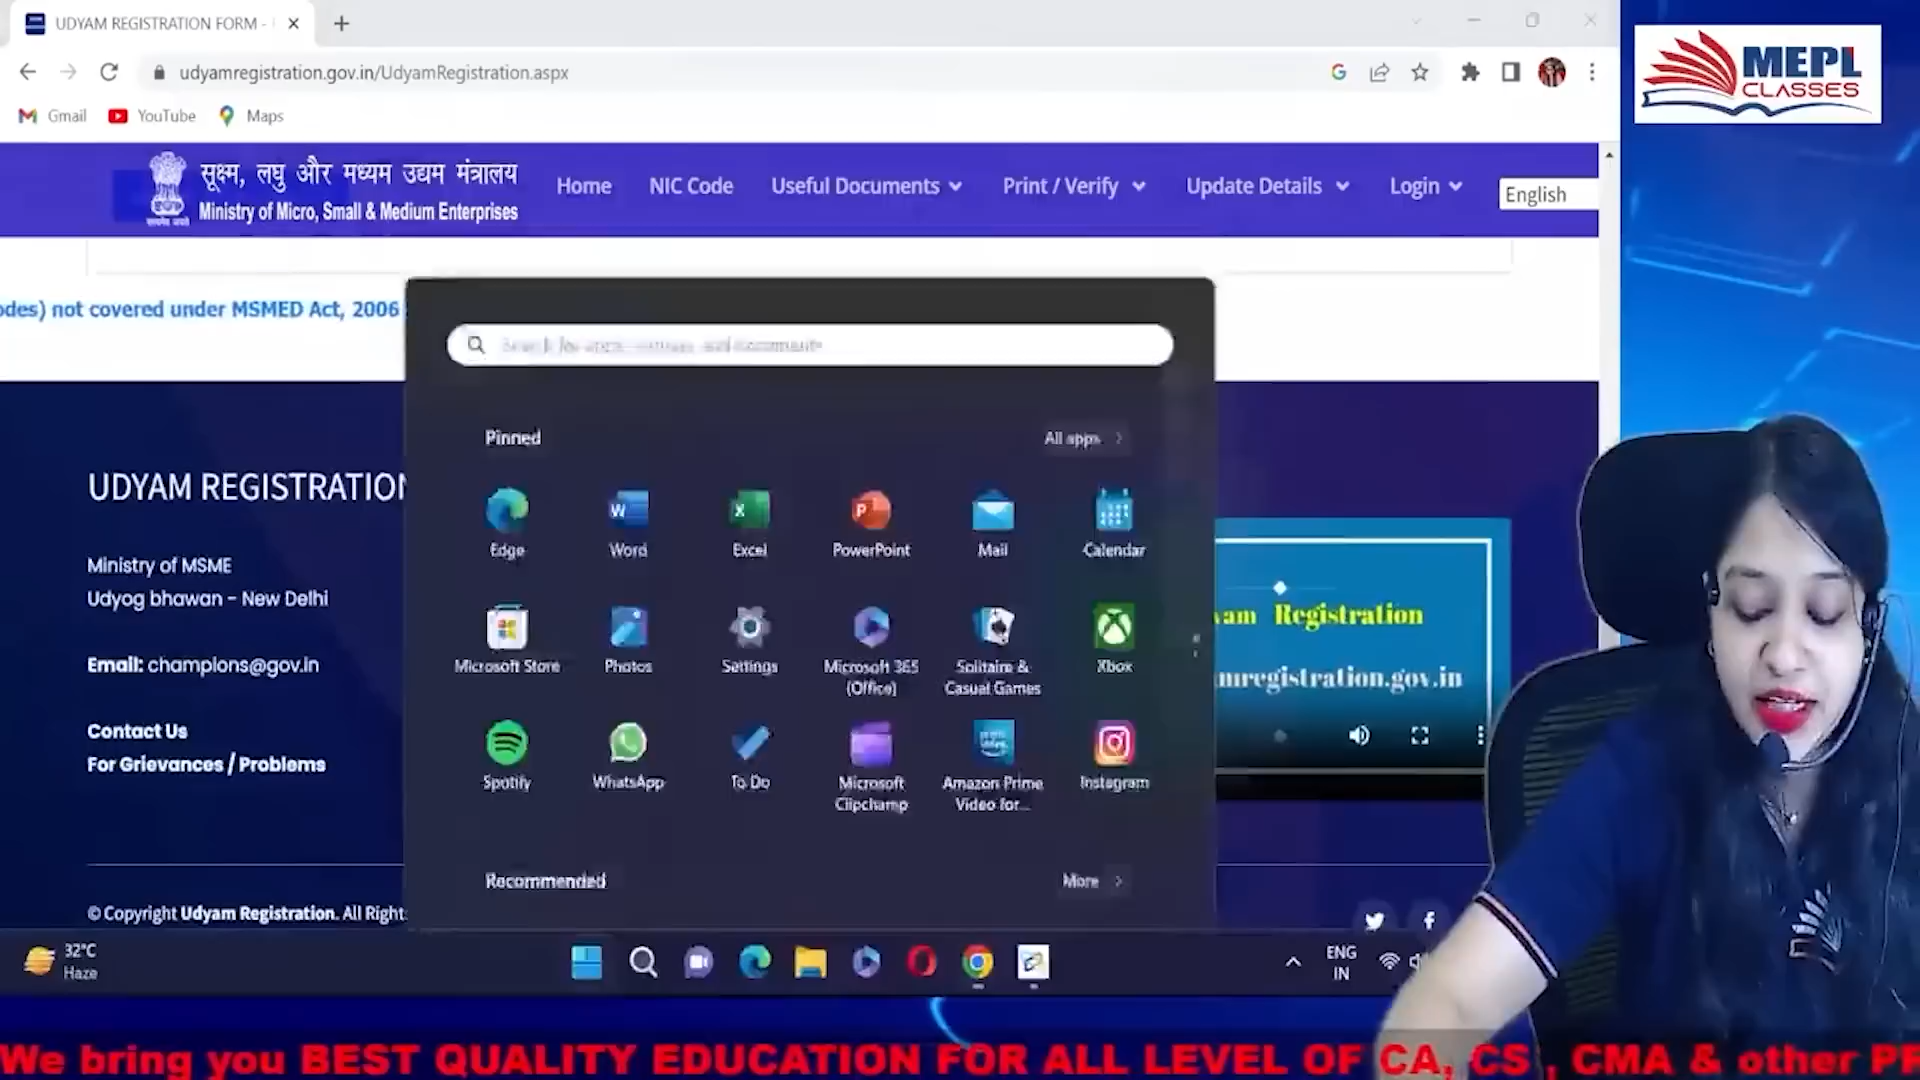 UDYAM REGISTRATION FORM -
udyamregistration.gov.in/UdyamRegistration.aspx
Gmail
YouTube
Maps
MEPL
CLASSES
सूक्ष्म, लघु और मध्यम उद्यम मंत्रालय
Ministry of Micro, Small & Medium Enterprises
Home
NIC Code
Useful Documents
Print / Verify
Update Details
Login
English
odes) not covered under MSMED Act, 2006
Pinned
All apps
Edge
Word
Excel
PowerPoint
Mail
Calendar
Microsoft Store
Photos
Settings
Microsoft 365
(Office)
Solitaire &
Casual Games
Xbox
Spotify
WhatsApp
To Do
Microsoft
Clipchamp
Amazon Prime
Video for...
Instagram
Recommended
More
UDYAM REGISTRATION
Ministry of MSME
Udyog bhawan - New Delhi
Email: champions@gov.in
Contact Us
For Grievances / Problems
yam Registration
mregistration.gov.in
© Copyright Udyam Registration. All Right
32°C
Haze
ENG
IN
We bring you BEST QUALITY EDUCATION FOR ALL LEVEL OF CA, CS , CMA & other PR